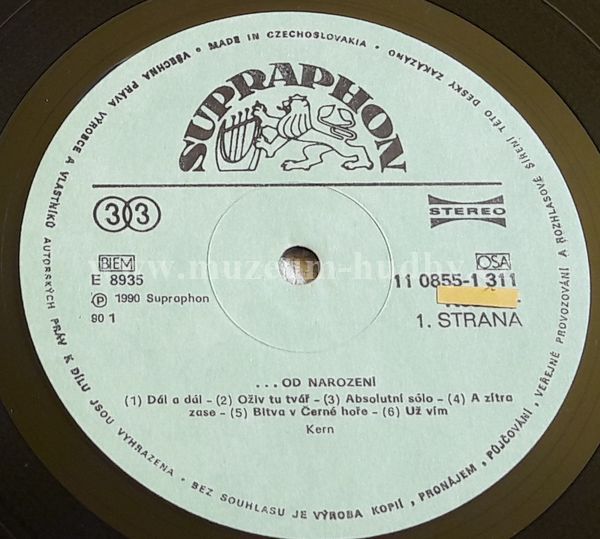 VŠECHNA PRÁVA VÝROBCE A VLASTNÍKŮ AUTORSKÝCH PRÁV K DÍLU JSOU VYHRAZENA • BEZ SOUHLASU JE VÝROBA KOPIÍ, PRONÁJEM, PŮJČOVÁNÍ, VEŘEJNÉ PROVOZOVÁNÍ A ROZHLASOVÉ ŠÍŘENÍ TÉTO DESKY ZAKÁZÁNO • MADE IN CZECHOSLOVAKIA •
SUPRAPHON
33
STEREO
BIEM
OSA
E 8935
11 0855-1 311
℗ 1990 Supraphon
90 1
1. STRANA
...OD NAROZENÍ
(1) Dál a dál – (2) Oživ tu tvář – (3) Absolutní sólo – (4) A zítra
zase – (5) Bitva v Černé hoře – (6) Už vím
Kern
www.muzeum-hudby